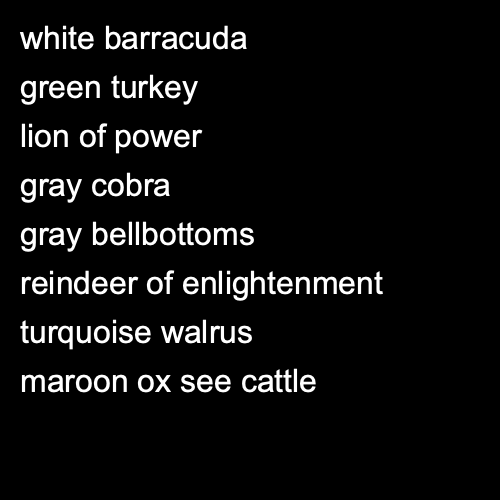 white barracuda
green turkey
lion of power
gray cobra
gray bellbottoms
reindeer of enlightenment
turquoise walrus
maroon ox see cattle